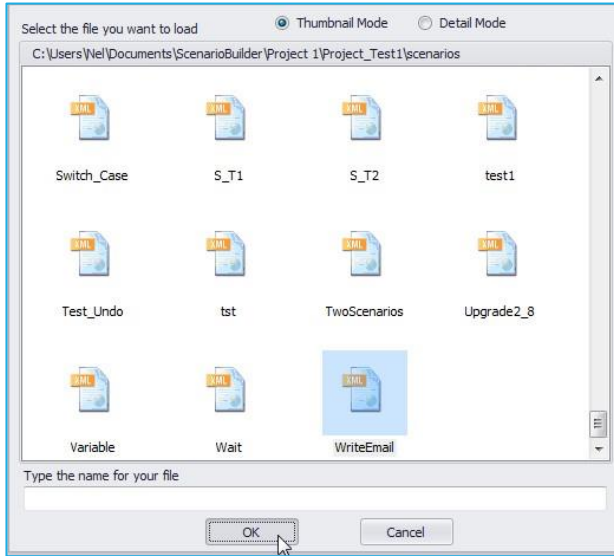 Select the file you want to load Thumbnail Mode Detail Mode
C:\Users\Nel\Documents\ScenarioBuilder\Project 1\Project_Test1\scenarios
XML XML XML XML
Switch_Case S_T1 S_T2 test1
XML XML XML XML
Test_Undo tst TwoScenarios Upgrade2_8
XML XML XML
Variable Wait WriteEmail
Type the name for your file
OK Cancel